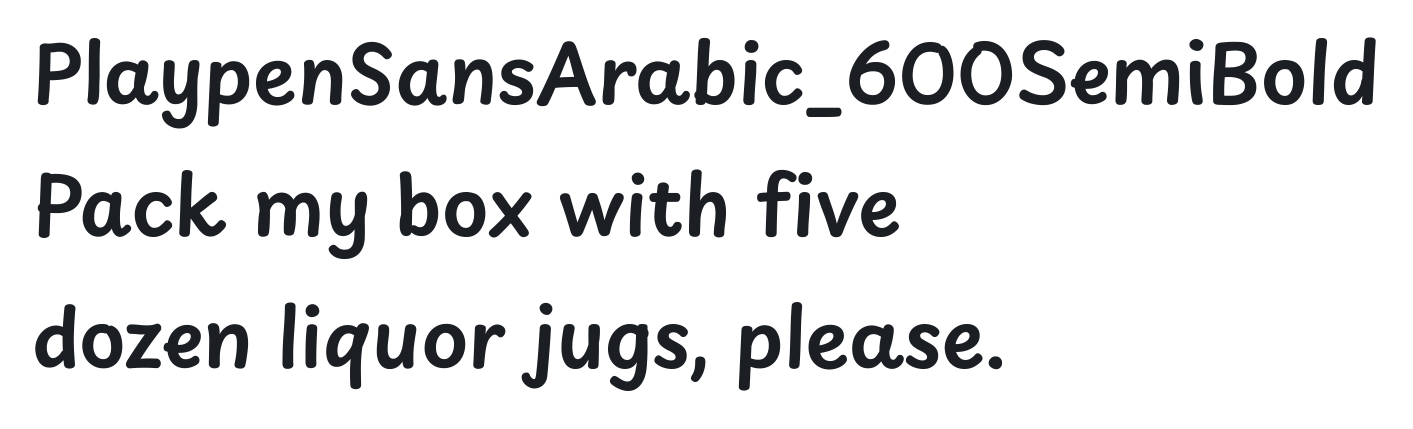 PlaypenSansArabic_600SemiBold
Pack my box with five
dozen liquor jugs, please.